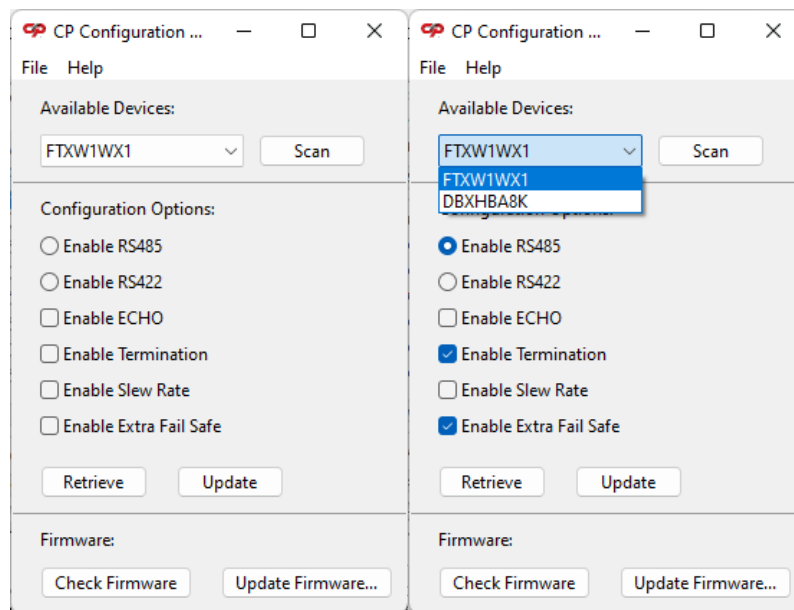 CP Configuration ...
File Help
Available Devices:
FTXW1WX1
Scan
Configuration Options:
Enable RS485
Enable RS422
Enable ECHO
Enable Termination
Enable Slew Rate
Enable Extra Fail Safe
Retrieve Update
Firmware:
Check Firmware Update Firmware...
CP Configuration ...
File Help
Available Devices:
FTXW1WX1
Scan
FTXW1WX1
DBXHBA8K
Enable RS485
Enable RS422
Enable ECHO
Enable Termination
Enable Slew Rate
Enable Extra Fail Safe
Retrieve Update
Firmware:
Check Firmware Update Firmware...